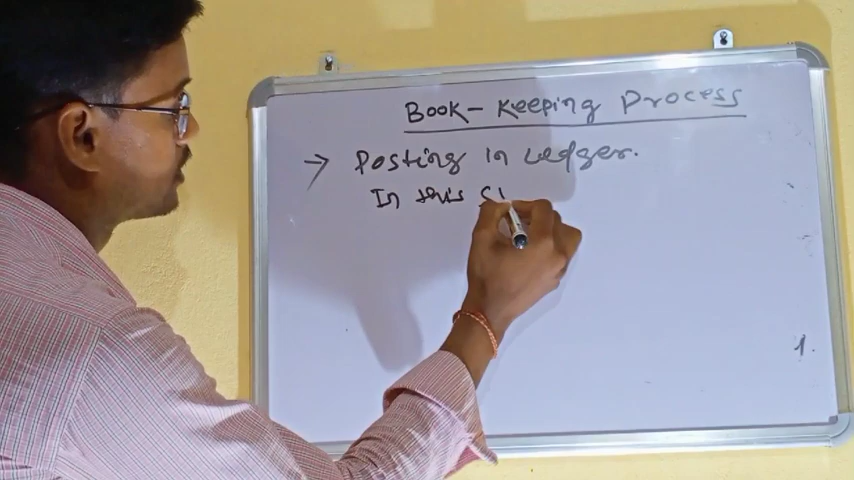 Book-Keeping Process
→ Posting in Ledger.
In this
1.